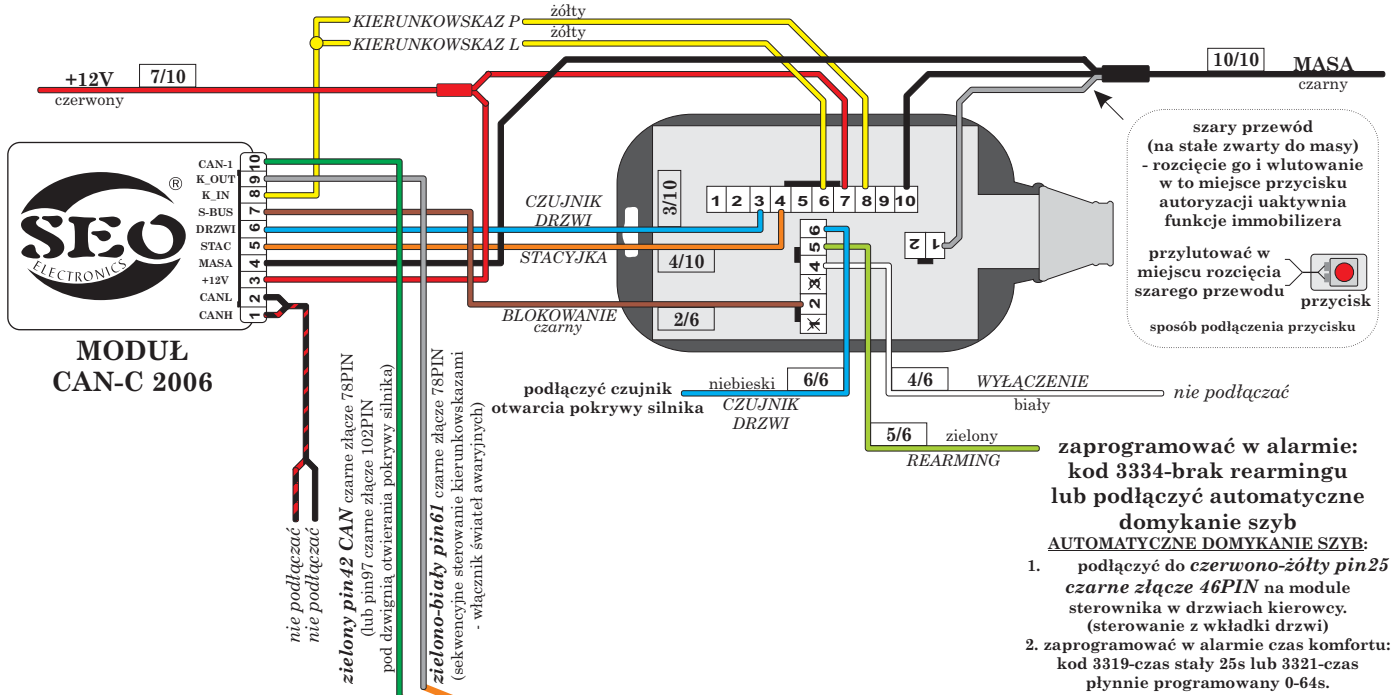 KIERUNKOWSKAZ P
żółty
KIERUNKOWSKAZ L
żółty
+12V
7/10
czerwony
10/10
MASA
czarny
szary przewód
(na stałe zwarty do masy)
- rozcięcie go i wlutowanie
w to miejsce przycisku
autoryzacji uaktywnia
funkcje immobilizera
przylutować w
miejscu rozcięcia
szarego przewodu
przycisk
sposób podłączenia przycisku
SEO
ELECTRONICS
®
CAN-1 10
K_OUT 9
K_IN 8
S-BUS 7
DRZWI 6
STAC 5
MASA 4
+12V 3
CANL 2
CANH 1
MODUŁ
CAN-C 2006
CZUJNIK
DRZWI
3/10
STACYJKA
4/10
BLOKOWANIE
czarny
2/6
1 2 3 4 5 6 7 8 9 10
6
5
4
3
2
1
2 1
podłączyć czujnik
otwarcia pokrywy silnika
niebieski
6/6
CZUJNIK
DRZWI
4/6
WYŁĄCZENIE
biały
nie podłączać
5/6
zielony
REARMING
zaprogramować w alarmie:
kod 3334-brak rearmingu
lub podłączyć automatyczne
domykanie szyb
AUTOMATYCZNE DOMYKANIE SZYB:
1. podłączyć do czerwono-żółty pin25
czarne złącze 46PIN na module
sterownika w drzwiach kierowcy.
(sterowanie z wkładki drzwi)
2. zaprogramować w alarmie czas komfortu:
kod 3319-czas stały 25s lub 3321-czas
płynnie programowany 0-64s.
nie podłączać
nie podłączać
zielony pin42 CAN czarne złącze 78PIN
(lub pin97 czarne złącze 102PIN
pod dzwignią otwierania pokrywy silnika)
zielono-biały pin61 czarne złącze 78PIN
(sekwencyjne sterowanie kierunkowskazami
- włącznik świateł awaryjnych)